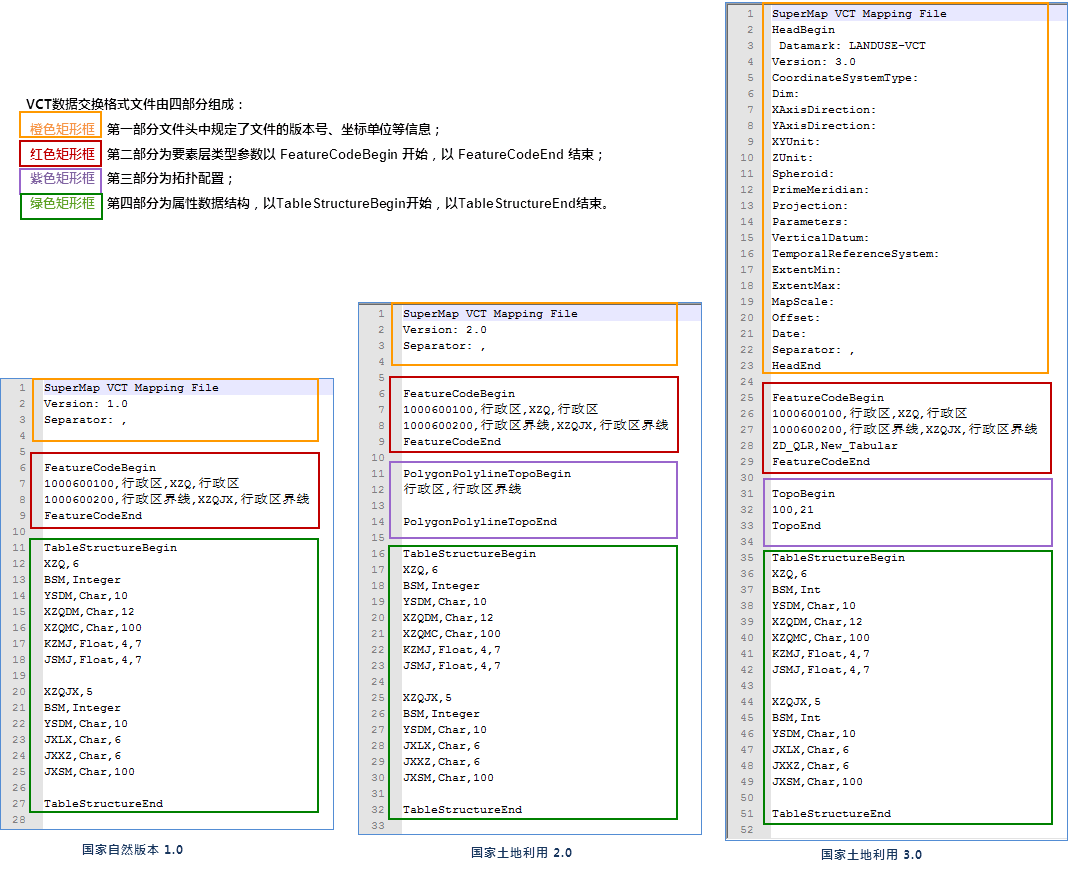 VCT数据交换格式文件由四部分组成：
橙色矩形框 第一部分文件头中规定了文件的版本号、坐标单位等信息；
红色矩形框 第二部分为要素层类型参数以 FeatureCodeBegin 开始，以 FeatureCodeEnd 结束；
紫色矩形框 第三部分为拓扑配置；
绿色矩形框 第四部分为属性数据结构，以TableStructureBegin开始，以TableStructureEnd结束。
1 SuperMap VCT Mapping File
2 Version: 1.0
3 Separator: ,
4
5
6 FeatureCodeBegin
7 1000600100,行政区,XZQ,行政区
8 1000600200,行政区界线,XZQJX,行政区界线
9 FeatureCodeEnd
10
11 TableStructureBegin
12 XZQ,6
13 BSM,Integer
14 YSDM,Char,10
15 XZQDM,Char,12
16 XZQMC,Char,100
17 KZMJ,Float,4,7
18 JSMJ,Float,4,7
19
20 XZQJX,5
21 BSM,Integer
22 YSDM,Char,10
23 JXLX,Char,6
24 JXXZ,Char,6
25 JXSM,Char,100
26
27 TableStructureEnd
28
国家自然版本 1.0
1 SuperMap VCT Mapping File
2 Version: 2.0
3 Separator: ,
4
5
6 FeatureCodeBegin
7 1000600100,行政区,XZQ,行政区
8 1000600200,行政区界线,XZQJX,行政区界线
9 FeatureCodeEnd
10
11 PolygonPolylineTopoBegin
12 行政区,行政区界线
13
14 PolygonPolylineTopoEnd
15
16 TableStructureBegin
17 XZQ,6
18 BSM,Integer
19 YSDM,Char,10
20 XZQDM,Char,12
21 XZQMC,Char,100
22 KZMJ,Float,4,7
23 JSMJ,Float,4,7
24
25 XZQJX,5
26 BSM,Integer
27 YSDM,Char,10
28 JXLX,Char,6
29 JXXZ,Char,6
30 JXSM,Char,100
31
32 TableStructureEnd
33
国家土地利用 2.0
1 SuperMap VCT Mapping File
2 HeadBegin
3 Datamark: LANDUSE-VCT
4 Version: 3.0
5 CoordinateSystemType:
6 Dim:
7 XAxisDirection:
8 YAxisDirection:
9 XYUnit:
10 ZUnit:
11 Spheroid:
12 PrimeMeridian:
13 Projection:
14 Parameters:
15 VerticalDatum:
16 TemporalReferenceSystem:
17 ExtentMin:
18 ExtentMax:
19 MapScale:
20 Offset:
21 Date:
22 Separator: ,
23 HeadEnd
24
25 FeatureCodeBegin
26 1000600100,行政区,XZQ,行政区
27 1000600200,行政区界线,XZQJX,行政区界线
28 ZD_QLR,New_Tabular
29 FeatureCodeEnd
30
31 TopoBegin
32 100,21
33 TopoEnd
34
35 TableStructureBegin
36 XZQ,6
37 BSM,Int
38 YSDM,Char,10
39 XZQDM,Char,12
40 XZQMC,Char,100
41 KZMJ,Float,4,7
42 JSMJ,Float,4,7
43
44 XZQJX,5
45 BSM,Int
46 YSDM,Char,10
47 JXLX,Char,6
48 JXXZ,Char,6
49 JXSM,Char,100
50
51 TableStructureEnd
52
国家土地利用 3.0